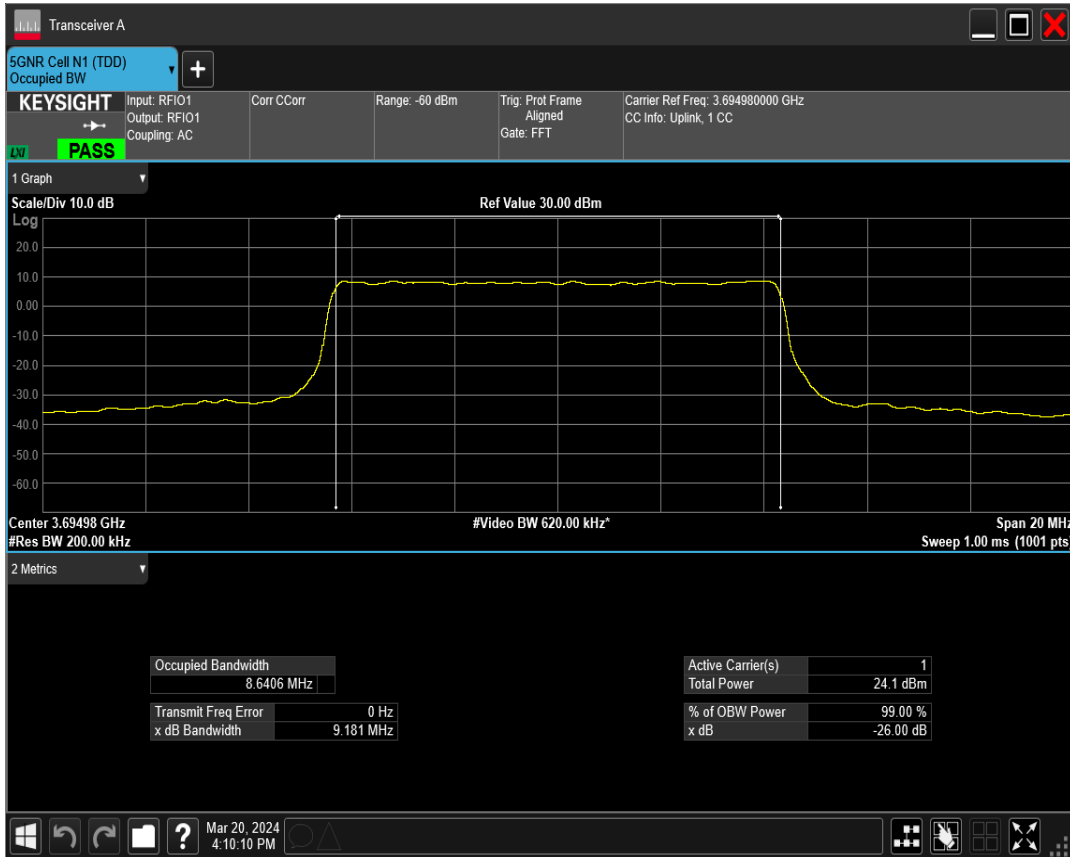 Transceiver A
5GNR Cell N1 (TDD)
Occupied BW
+
KEYSIGHT
LXI
PASS
Input: RFIO1
Output: RFIO1
Coupling: AC
Corr CCorr
Range: -60 dBm
Trig: Prot Frame
Aligned
Gate: FFT
Carrier Ref Freq: 3.694980000 GHz
CC Info: Uplink, 1 CC
1 Graph
Scale/Div 10.0 dB
Ref Value 30.00 dBm
Log
20.0
10.0
0.00
-10.0
-20.0
-30.0
-40.0
-50.0
-60.0
Center 3.69498 GHz
#Video BW 620.00 kHz*
Span 20 MHz
#Res BW 200.00 kHz
Sweep 1.00 ms (1001 pts)
2 Metrics
Occupied Bandwidth
8.6406 MHz
Transmit Freq Error 0 Hz
x dB Bandwidth 9.181 MHz
Active Carrier(s) 1
Total Power 24.1 dBm
% of OBW Power 99.00 %
x dB -26.00 dB
?
Mar 20, 2024
4:10:10 PM